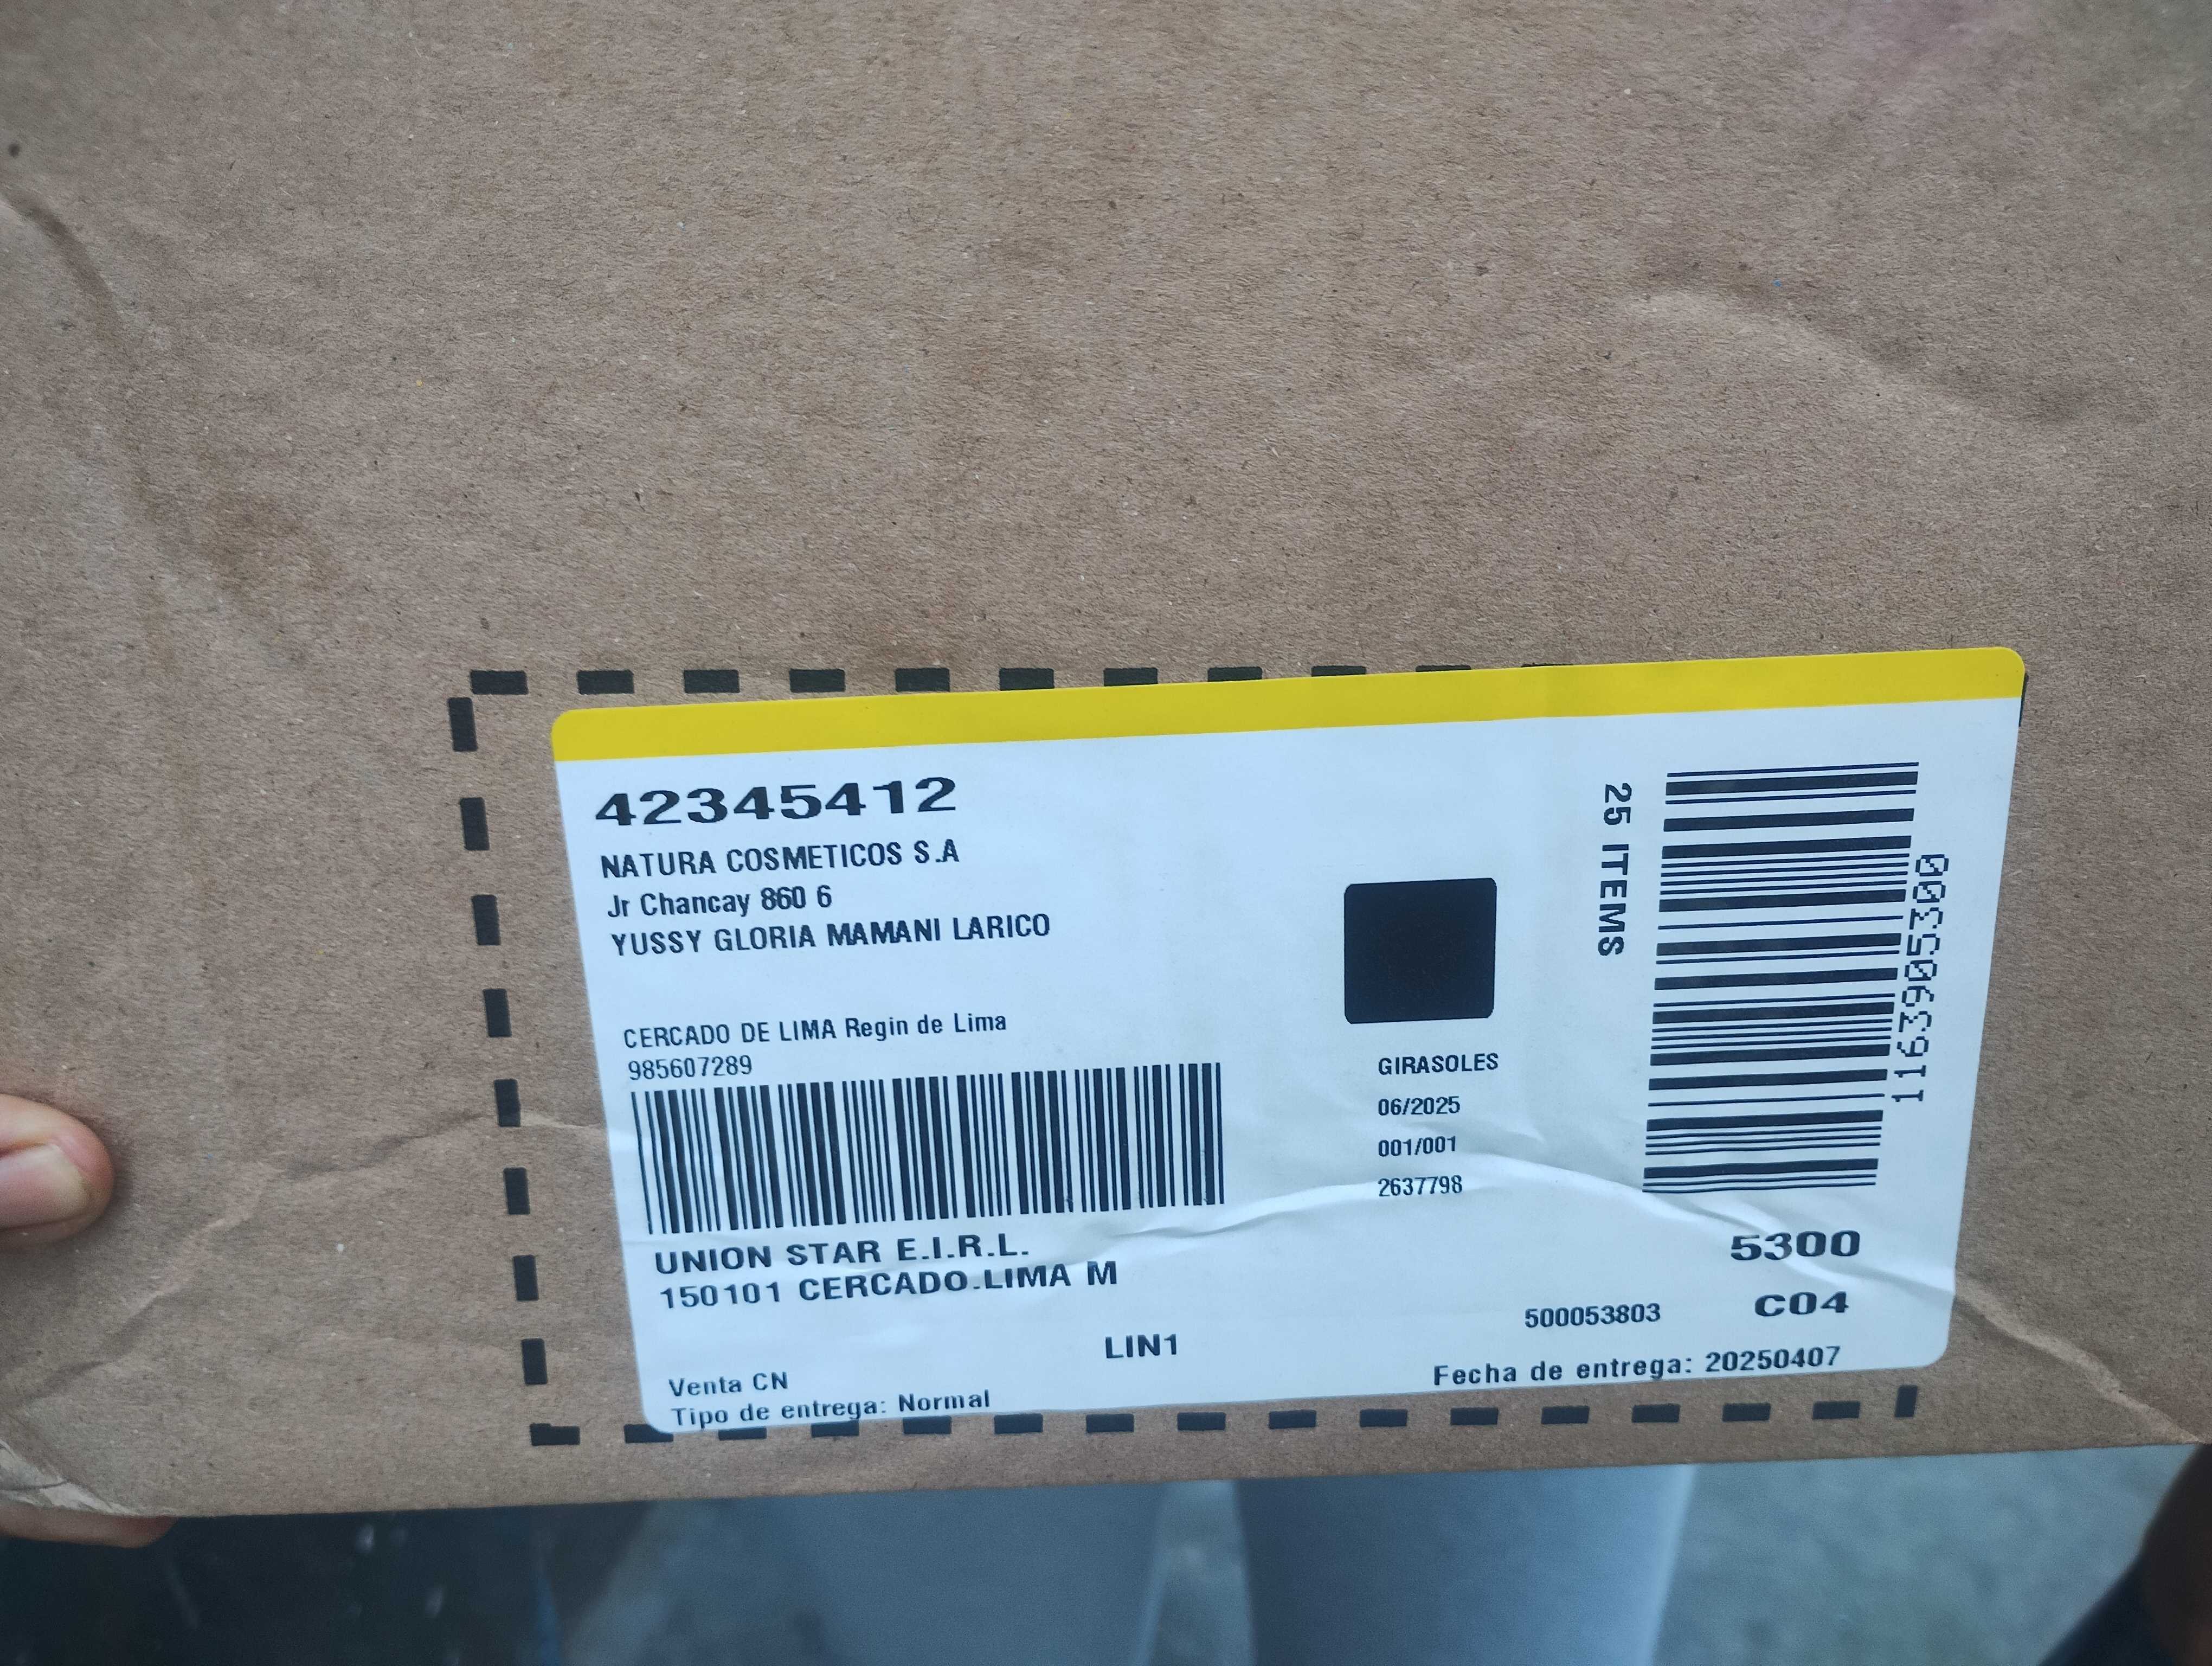 42345412
NATURA COSMETICOS S.A
Jr Chancay 860 6
YUSSY GLORIA MAMANI LARICO
CERCADO DE LIMA Regin de Lima
985607289
UNION STAR E.I.R.L.
150101 CERCADO.LIMA M
LIN1
Venta CN
Tipo de entrega: Normal
GIRASOLES
06/2025
001/001
2637798
25 ITEMS
1163905300
5300
C04
500053803
Fecha de entrega: 20250407